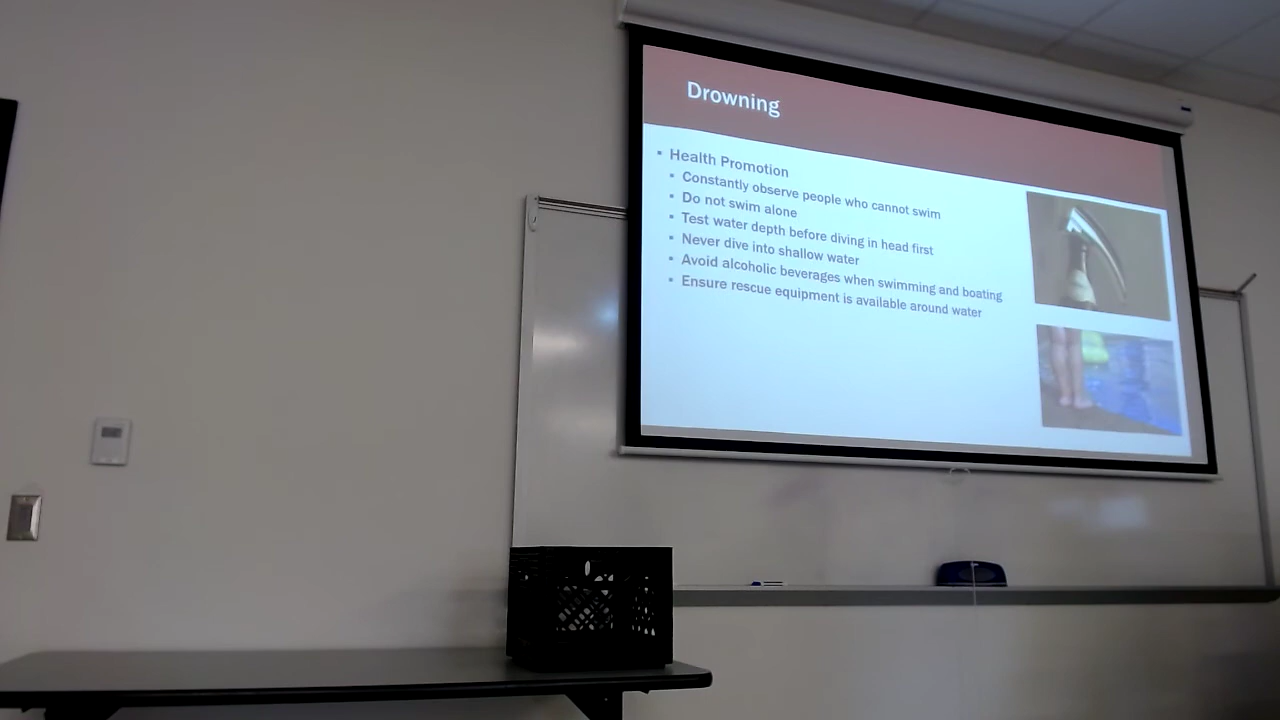 Drowning
Health Promotion
Constantly observe people who cannot swim
Do not swim alone
Test water depth before diving in head first
Never dive into shallow water
Avoid alcoholic beverages when swimming and boating
Ensure rescue equipment is available around water